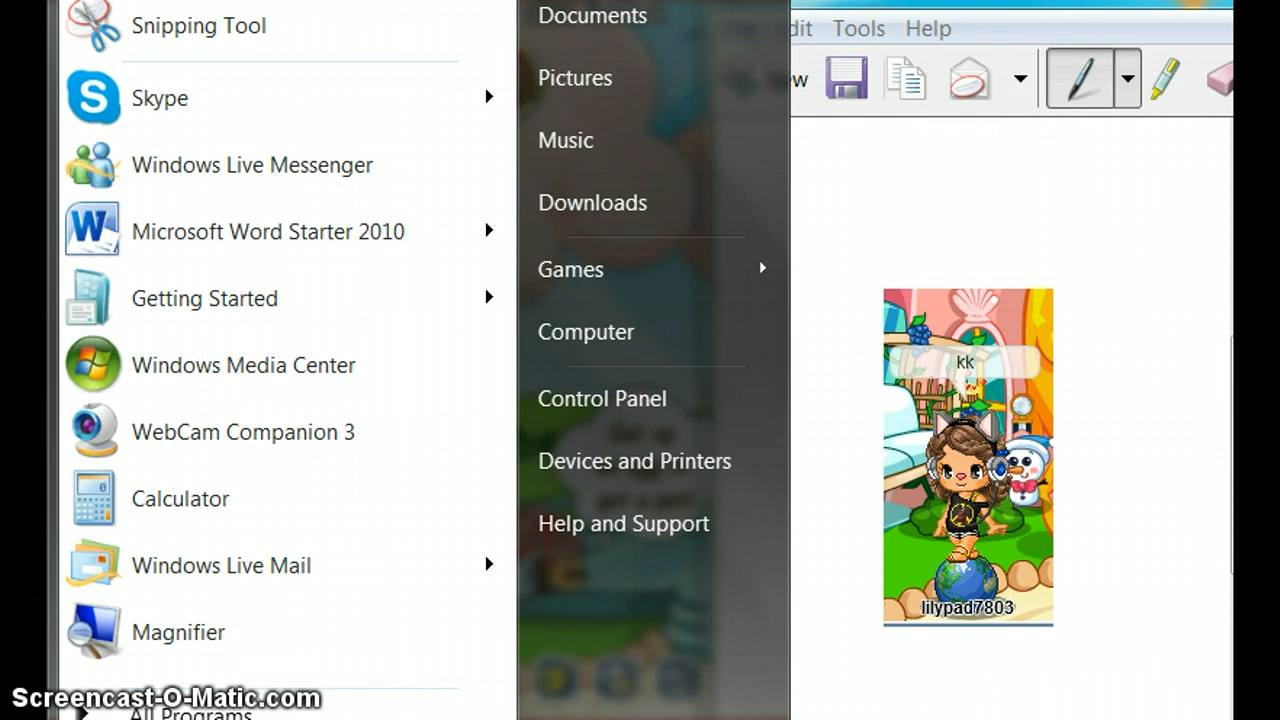 Snipping Tool
Skype
Windows Live Messenger
Microsoft Word Starter 2010
Getting Started
Windows Media Center
WebCam Companion 3
Calculator
Windows Live Mail
Magnifier
All Programs
Documents
Pictures
Music
Downloads
Games
Computer
Control Panel
Devices and Printers
Help and Support
Tools Help
kk
lilypad7803
Screencast-O-Matic.com